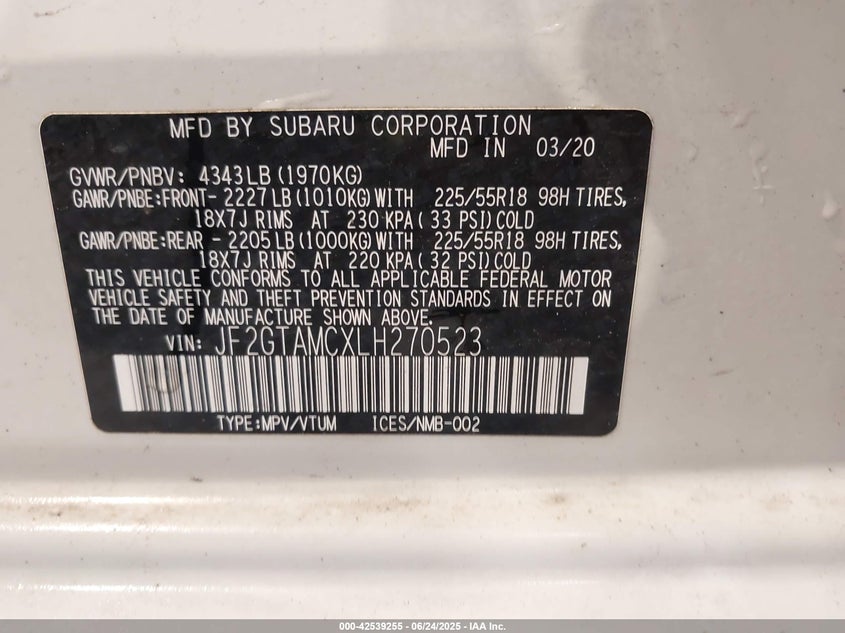 MFD BY SUBARU CORPORATION
MFD IN 03/20
GVWR/PNBV: 4343LB (1970KG)
GAWR/PNBE:FRONT- 2227LB (1010KG) WITH 225/55R18 98H TIRES,
18X7J RIMS AT 230 KPA ( 33 PSI) COLD
GAWR/PNBE:REAR - 2205LB (1000KG) WITH 225/55R18 98H TIRES,
18X7J RIMS AT 220 KPA ( 32 PSI) COLD
THIS VEHICLE CONFORMS TO ALL APPLICABLE FEDERAL MOTOR
VEHICLE SAFETY AND THEFT PREVENTION STANDARDS IN EFFECT ON
THE DATE OF MANUFACTURE SHOWN ABOVE.
VIN: JF2GTAMCXLH270523
TYPE:MPV/VTUM ICES/NMB-002
000-42539255 - 06/24/2025 - IAA Inc.